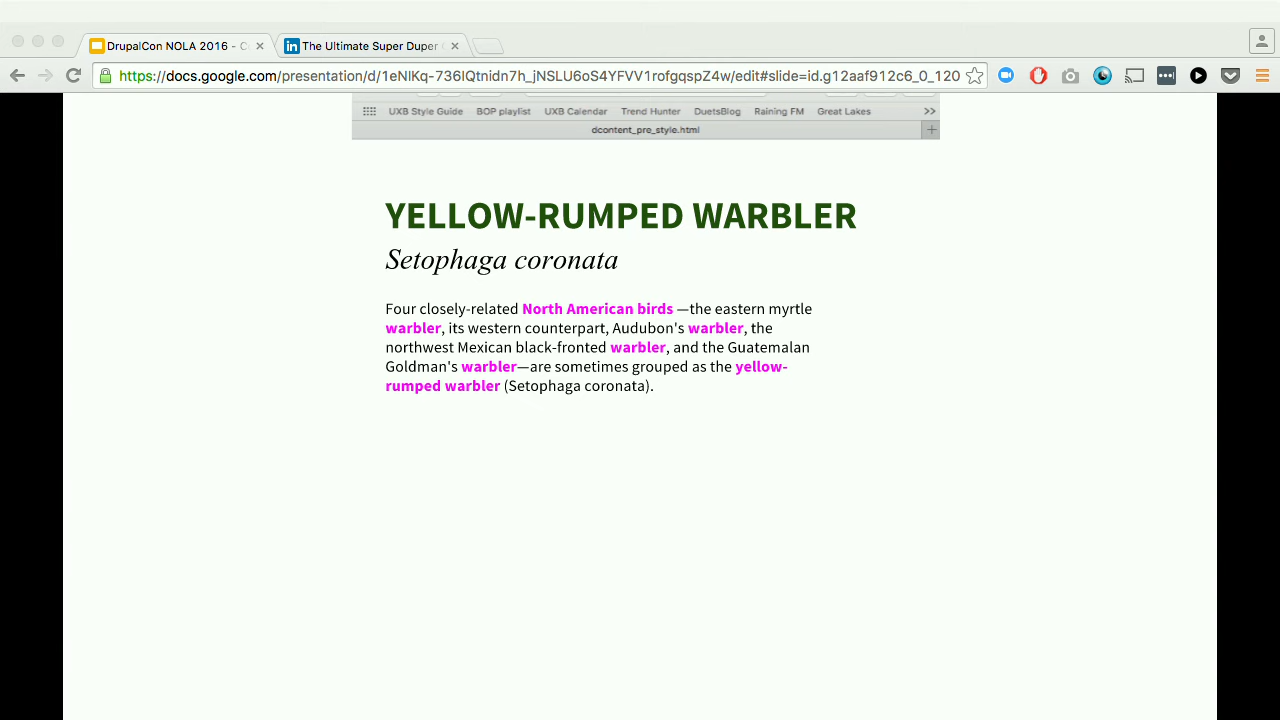 DrupalCon NOLA 2016 - C
The Ultimate Super Duper
https://docs.google.com/presentation/d/1eNIKq-736IQtnidn7h_jNSLU6oS4YFVV1rofgqspZ4w/edit#slide=id.g12aaf912c6_0_120
UXB Style Guide BOP playlist UXB Calendar Trend Hunter DuetsBlog Raining FM Great Lakes >>
dcontent_pre_style.html +
YELLOW-RUMPED WARBLER
Setophaga coronata
Four closely-related North American birds —the eastern myrtle
warbler, its western counterpart, Audubon's warbler, the
northwest Mexican black-fronted warbler, and the Guatemalan
Goldman's warbler—are sometimes grouped as the yellow-
rumped warbler (Setophaga coronata).